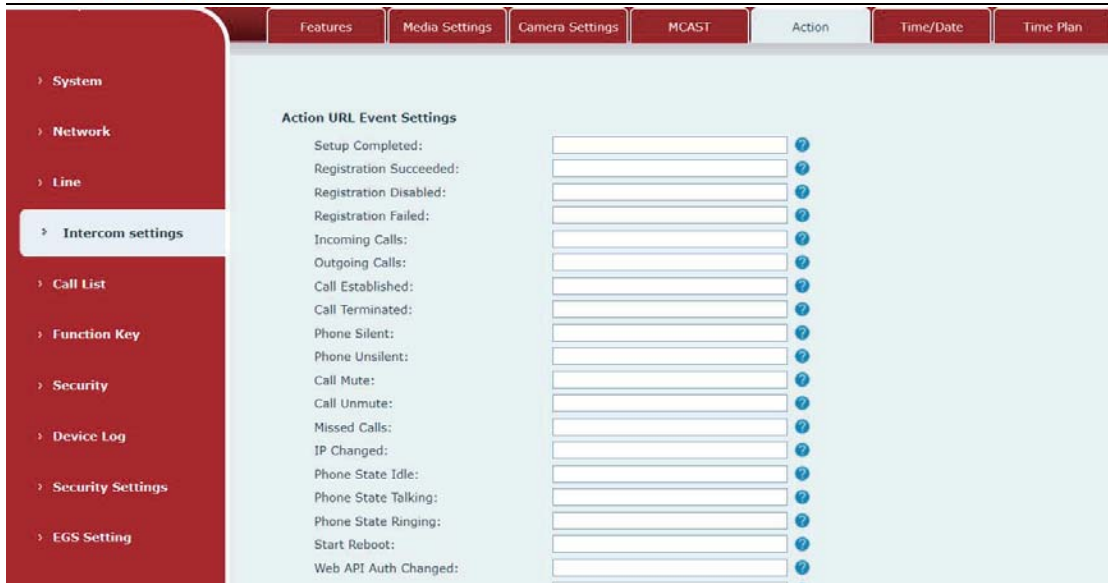 Features
Media Settings
Camera Settings
MCAST
Action
Time/Date
Time Plan
System
Network
Line
Intercom settings
Call List
Function Key
Security
Device Log
Security Settings
EGS Setting
Action URL Event Settings
Setup Completed:
Registration Succeeded:
Registration Disabled:
Registration Failed:
Incoming Calls:
Outgoing Calls:
Call Established:
Call Terminated:
Phone Silent:
Phone Unsilent:
Call Mute:
Call Unmute:
Missed Calls:
IP Changed:
Phone State Idle:
Phone State Talking:
Phone State Ringing:
Start Reboot:
Web API Auth Changed: